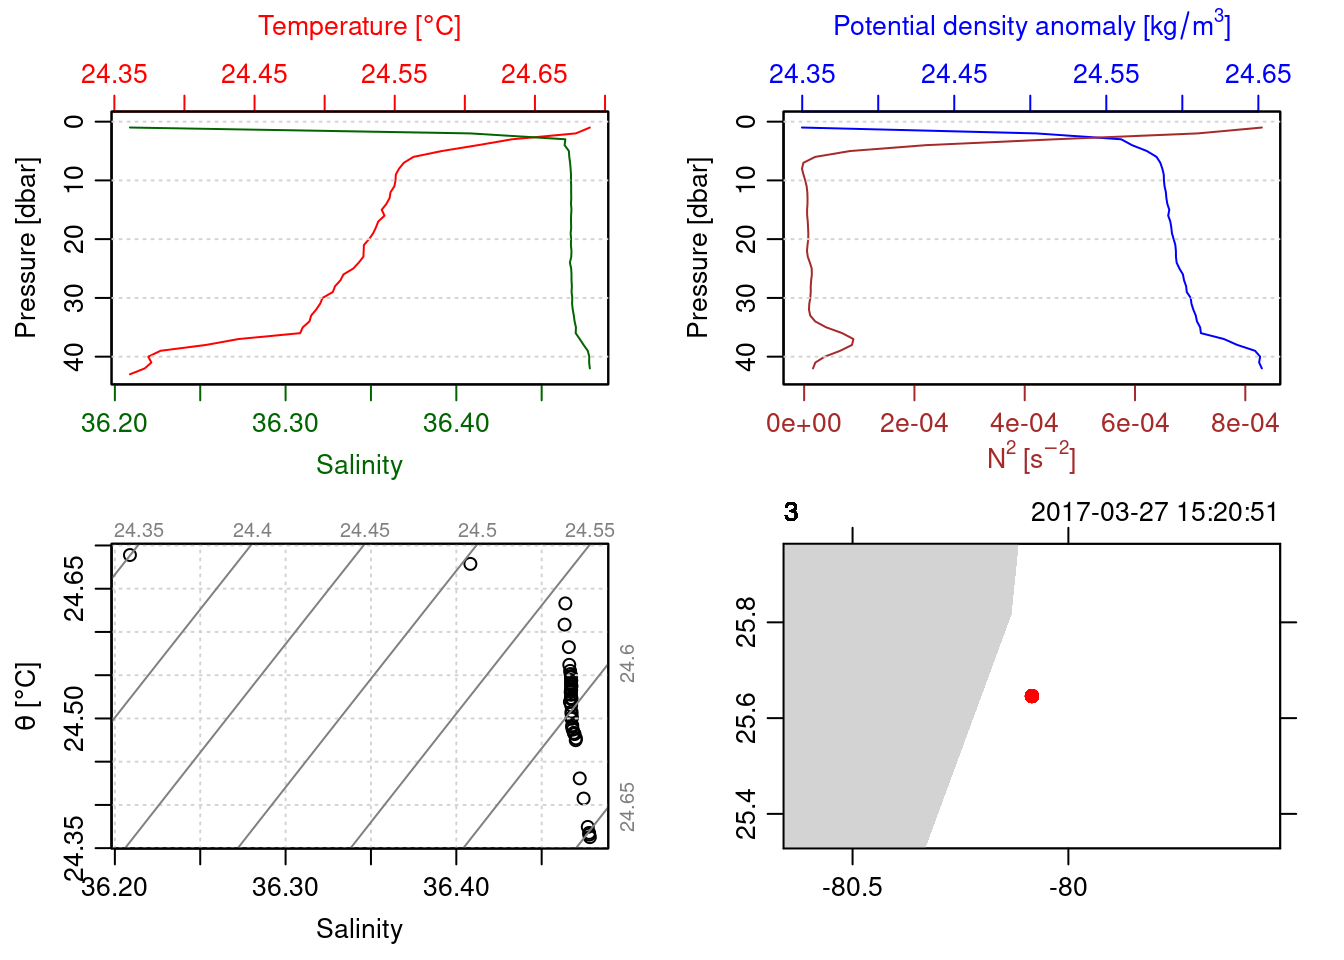 Temperature [°C]
24.35 24.45 24.55 24.65
Pressure [dbar]
0
10
20
30
40
36.20 36.30 36.40
Salinity
Potential density anomaly [kg/m³]
24.35 24.45 24.55 24.65
Pressure [dbar]
0
10
20
30
40
0e+00 2e-04 4e-04 6e-04 8e-04
N² [s⁻²]
24.35 24.4 24.45 24.5 24.55
24.6
24.65
θ [°C]
24.65
24.50
24.35
36.20 36.30 36.40
Salinity
3 2017-03-27 15:20:51
25.8
25.6
25.4
-80.5 -80